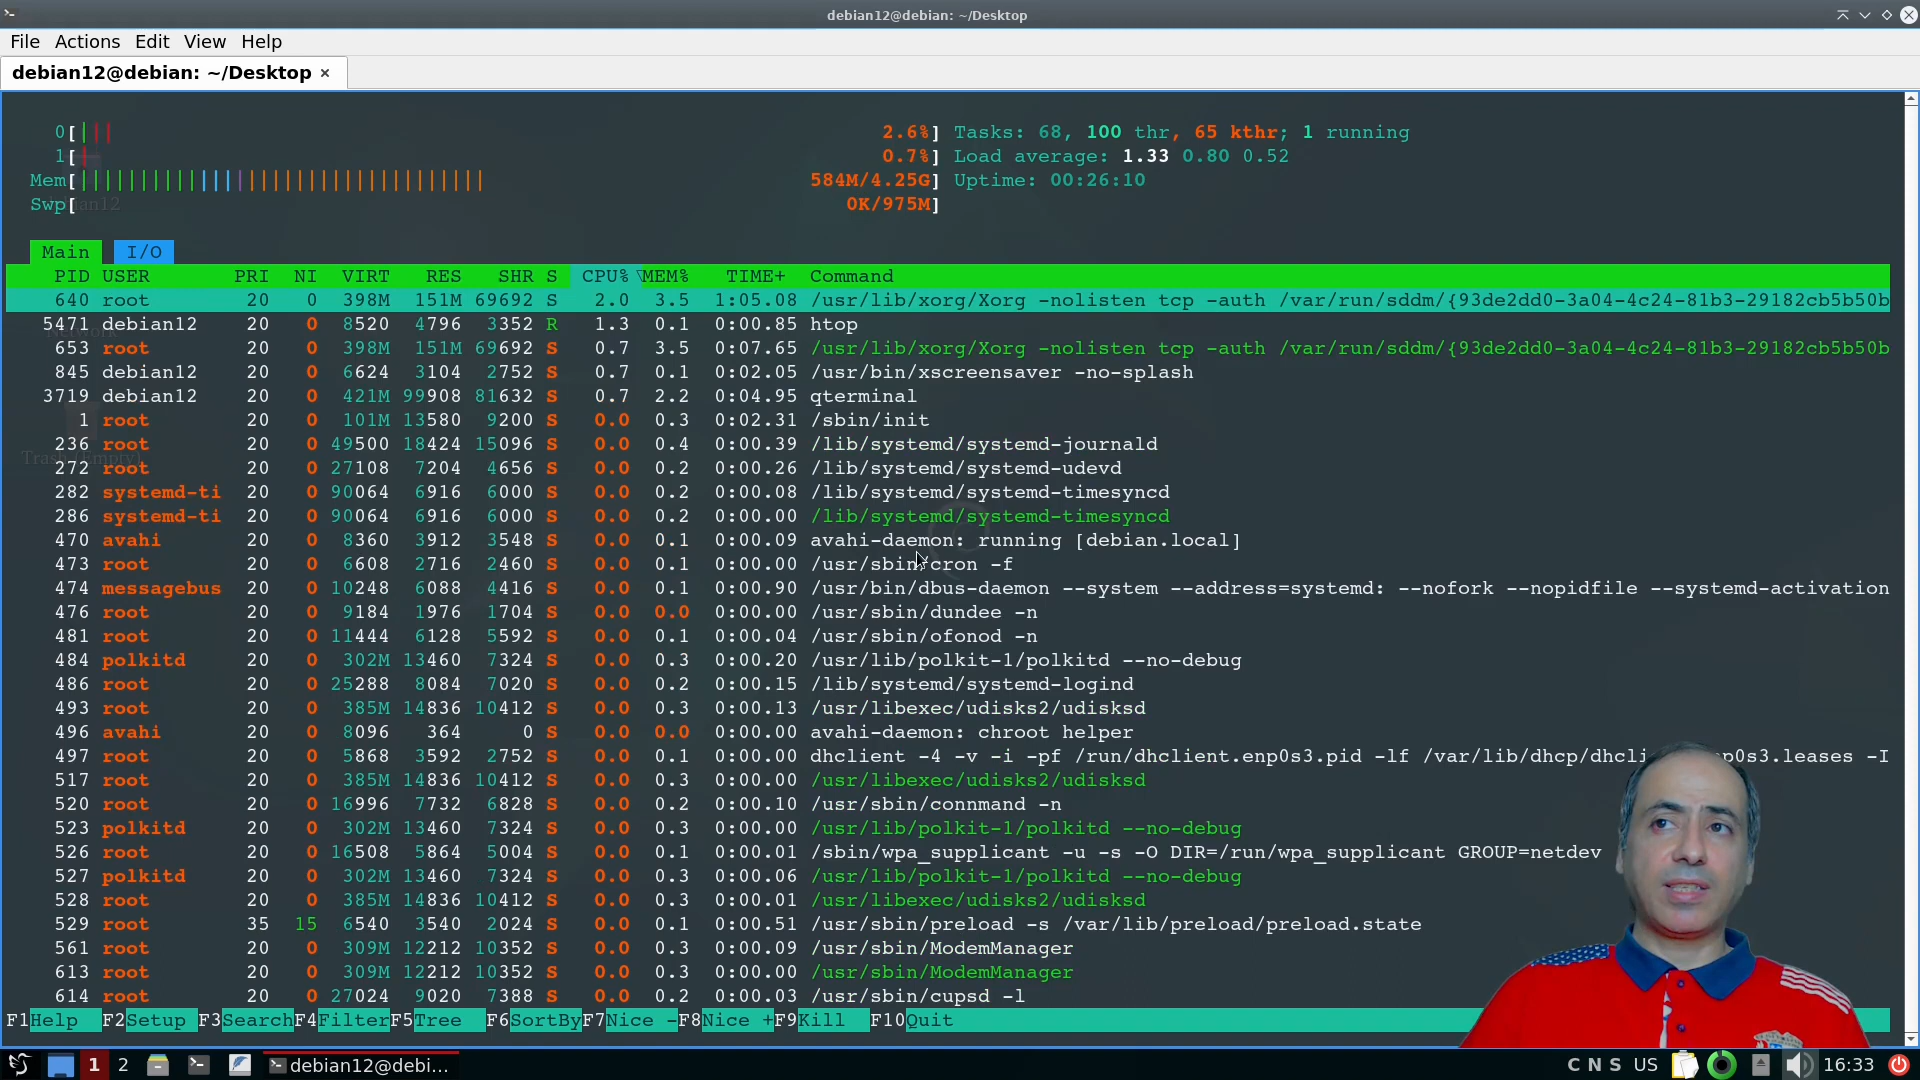 debian12@debian: ~/Desktop
File Actions Edit View Help
debian12@debian: ~/Desktop ×
0[||| 2.6%] Tasks: 68, 100 thr, 65 kthr; 1 running
1[| 0.7%] Load average: 1.33 0.80 0.52
Mem[|||||||||||||||||||||||||||||||||| 584M/4.25G] Uptime: 00:26:10
Swp[ 0K/975M]
Main I/O
PID USER PRI NI VIRT RES SHR S CPU%▽MEM% TIME+ Command
640 root 20 0 398M 151M 69692 S 2.0 3.5 1:05.08 /usr/lib/xorg/Xorg -nolisten tcp -auth /var/run/sddm/{93de2dd0-3a04-4c24-81b3-29182cb5b50b
5471 debian12 20 0 8520 4796 3352 R 1.3 0.1 0:00.85 htop
653 root 20 0 398M 151M 69692 S 0.7 3.5 0:07.65 /usr/lib/xorg/Xorg -nolisten tcp -auth /var/run/sddm/{93de2dd0-3a04-4c24-81b3-29182cb5b50b
845 debian12 20 0 6624 3104 2752 S 0.7 0.1 0:02.05 /usr/bin/xscreensaver -no-splash
3719 debian12 20 0 421M 99908 81632 S 0.7 2.2 0:04.95 qterminal
1 root 20 0 101M 13580 9200 S 0.0 0.3 0:02.31 /sbin/init
236 root 20 0 49500 18424 15096 S 0.0 0.4 0:00.39 /lib/systemd/systemd-journald
Trash (Empty)
272 root 20 0 27108 7204 4656 S 0.0 0.2 0:00.26 /lib/systemd/systemd-udevd
282 systemd-ti 20 0 90064 6916 6000 S 0.0 0.2 0:00.08 /lib/systemd/systemd-timesyncd
286 systemd-ti 20 0 90064 6916 6000 S 0.0 0.2 0:00.00 /lib/systemd/systemd-timesyncd
470 avahi 20 0 8360 3912 3548 S 0.0 0.1 0:00.09 avahi-daemon: running [debian.local]
473 root 20 0 6608 2716 2460 S 0.0 0.1 0:00.00 /usr/sbin/cron -f
474 messagebus 20 0 10248 6088 4416 S 0.0 0.1 0:00.90 /usr/bin/dbus-daemon --system --address=systemd: --nofork --nopidfile --systemd-activation
476 root 20 0 9184 1976 1704 S 0.0 0.0 0:00.00 /usr/sbin/dundee -n
481 root 20 0 11444 6128 5592 S 0.0 0.1 0:00.04 /usr/sbin/ofonod -n
484 polkitd 20 0 302M 13460 7324 S 0.0 0.3 0:00.20 /usr/lib/polkit-1/polkitd --no-debug
486 root 20 0 25288 8084 7020 S 0.0 0.2 0:00.15 /lib/systemd/systemd-logind
493 root 20 0 385M 14836 10412 S 0.0 0.3 0:00.13 /usr/libexec/udisks2/udisksd
496 avahi 20 0 8096 364 0 S 0.0 0.0 0:00.00 avahi-daemon: chroot helper
497 root 20 0 5868 3592 2752 S 0.0 0.1 0:00.00 dhclient -4 -v -i -pf /run/dhclient.enp0s3.pid -lf /var/lib/dhcp/dhcli p0s3.leases -I
517 root 20 0 385M 14836 10412 S 0.0 0.3 0:00.00 /usr/libexec/udisks2/udisksd
520 root 20 0 16996 7732 6828 S 0.0 0.2 0:00.10 /usr/sbin/connmand -n
523 polkitd 20 0 302M 13460 7324 S 0.0 0.3 0:00.00 /usr/lib/polkit-1/polkitd --no-debug
526 root 20 0 16508 5864 5004 S 0.0 0.1 0:00.01 /sbin/wpa_supplicant -u -s -O DIR=/run/wpa_supplicant GROUP=netdev
527 polkitd 20 0 302M 13460 7324 S 0.0 0.3 0:00.06 /usr/lib/polkit-1/polkitd --no-debug
528 root 20 0 385M 14836 10412 S 0.0 0.3 0:00.01 /usr/libexec/udisks2/udisksd
529 root 35 15 6540 3540 2024 S 0.0 0.1 0:00.51 /usr/sbin/preload -s /var/lib/preload/preload.state
561 root 20 0 309M 12212 10352 S 0.0 0.3 0:00.09 /usr/sbin/ModemManager
613 root 20 0 309M 12212 10352 S 0.0 0.3 0:00.00 /usr/sbin/ModemManager
614 root 20 0 27024 9020 7388 S 0.0 0.2 0:00.03 /usr/sbin/cupsd -l
F1Help F2Setup F3SearchF4FilterF5Tree F6SortByF7Nice -F8Nice +F9Kill F10Quit
1 2 debian12@debi... C N S US 16:33